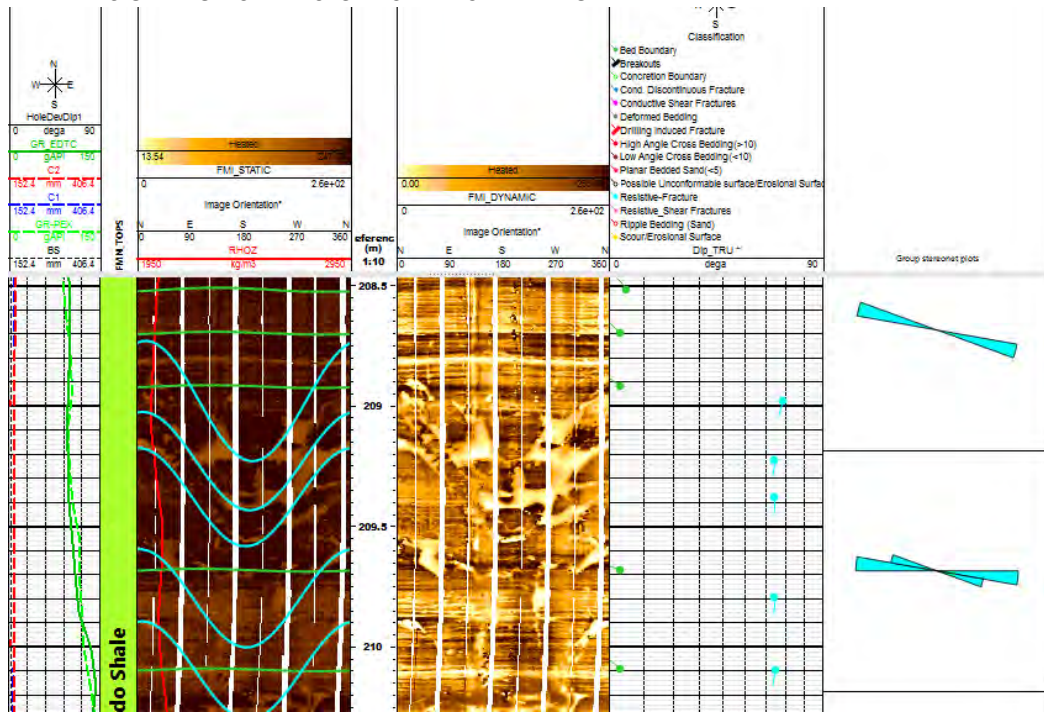 N
W E
S
HoleDevDip1
0 dega 90
GR_EDTC
0 gAPI 150
C2
152.4 mm 406.4
C1
152.4 mm 406.4
GR-PEX
0 gAPI 150
BS
152.4 mm 406.4
FMN_TOPS
Heated
13.54
FMI_STATIC
0 2.6e+02
Image Orientation*
N E S W N
0 90 180 270 360
RHOZ
1950 kg/m3 2950
eferenc
(m)
1:10
Heated
0.00
FMI_DYNAMIC
0 2.6e+02
Image Orientation*
N E S W N
0 90 180 270 360
S
Classification
Bed Boundary
Breakouts
Concretion Boundary
Cond. Discontinuous Fracture
Conductive Shear Fractures
Deformed Bedding
Drilling Induced Fracture
High Angle Cross Bedding(>10)
Low Angle Cross Bedding(<10)
Planar Bedded Sand(<5)
Possible Unconformable surface/Erosional Surfac
Resistive-Fracture
Resistive_Shear Fractures
Ripple Bedding (Sand)
Scour/Erosional Surface
Dip_TRU
0 dega 90
Group stereonet plots
208.5
209
209.5
210
do Shale